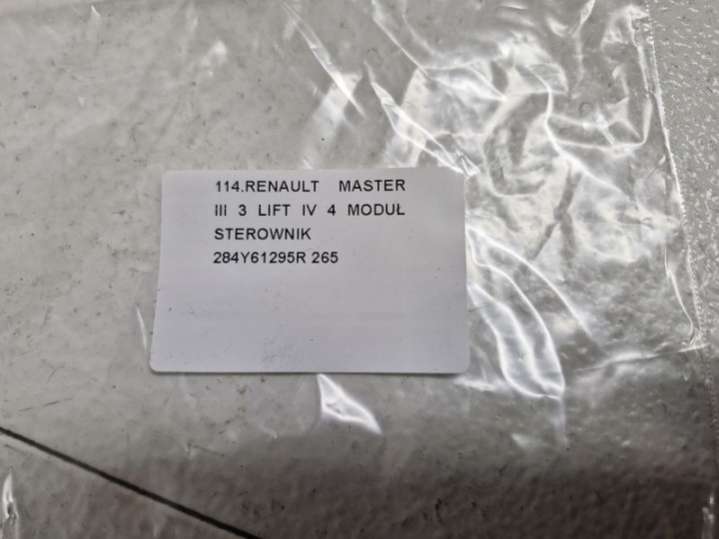 114.RENAULT MASTER
III 3 LIFT IV 4 MODUŁ
STEROWNIK
284Y61295R 265